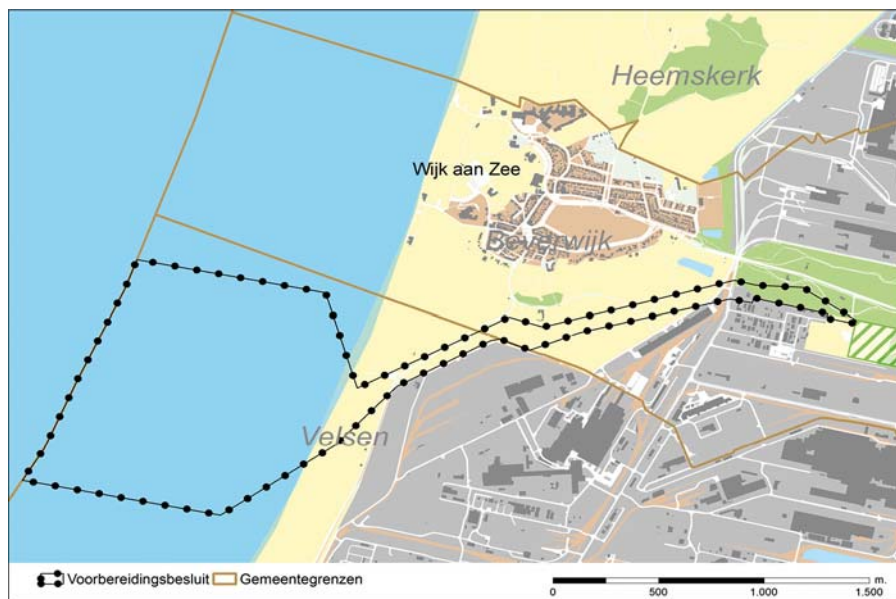 Heemskerk
Wijk aan Zee
Beverwijk
Velsen
Voorbereidingsbesluit Gemeentegrenzen m.
0 500 1.000 1.500